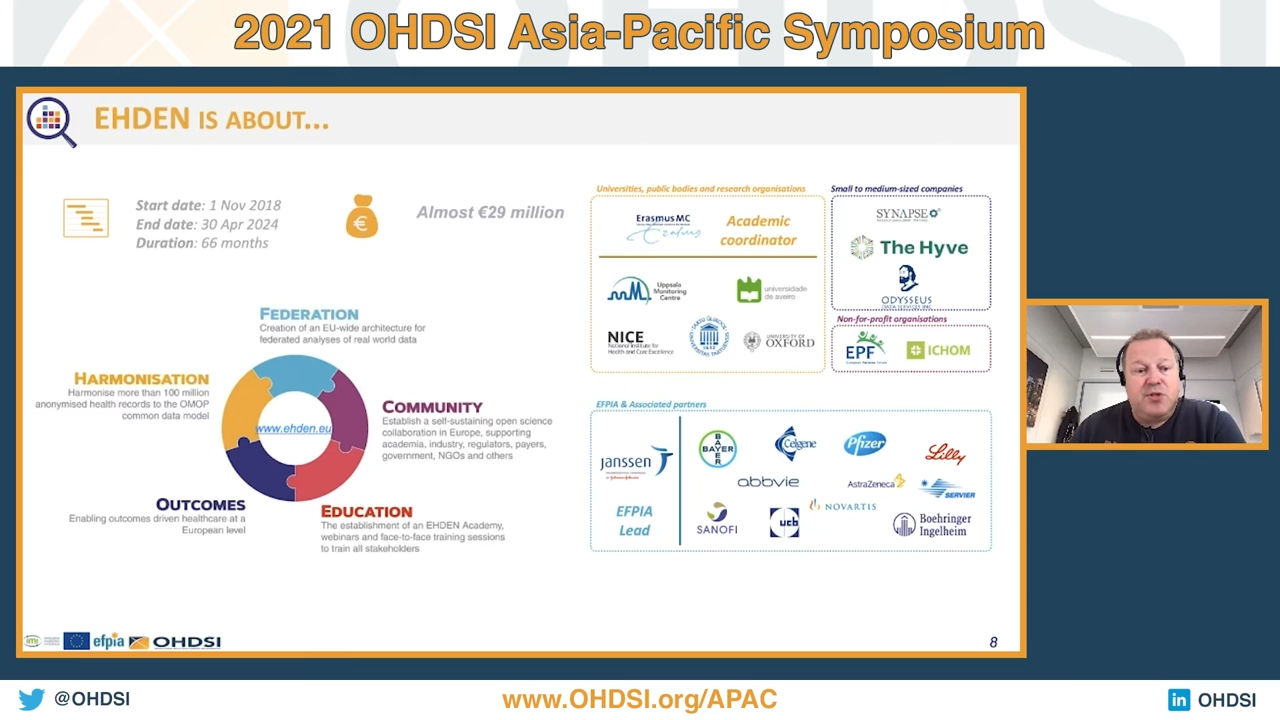 2021 OHDSI Asia-Pacific Symposium
EHDEN IS ABOUT...
Start date: 1 Nov 2018
End date: 30 Apr 2024
Duration: 66 months
Almost €29 million
FEDERATION
Creation of an EU-wide architecture for
federated analyses of real world data
HARMONISATION
Harmonise more than 100 million
anonymised health records to the OMOP
common data model
www.ehden.eu
COMMUNITY
Establish a self-sustaining open science
collaboration in Europe, supporting
academia, industry, regulators, payers,
government, NGOs and others
OUTCOMES
Enabling outcomes driven healthcare at a
European level
EDUCATION
The establishment of an EHDEN Academy,
webinars and face-to-face training sessions
to train all stakeholders
Universities, public bodies and research organisations
Erasmus MC
Academic
coordinator
Uppsala
Monitoring
Centre
universidade
de aveiro
NICE
National Institute for
Health and Care Excellence
UNIVERSITY OF
OXFORD
Small to medium-sized companies
SYNAPSE
The Hyve
ODYSSEUS
DATA SERVICES INC
Non-for-profit organisations
EPF
ICHOM
EFPIA & Associated partners
janssen
EFPIA
Lead
BAYER
Celgene
Pfizer
Lilly
abbvie
AstraZeneca
SERVIER
SANOFI
ucb
NOVARTIS
Boehringer
Ingelheim
imi
efpia
OHDSI
8
@OHDSI
www.OHDSI.org/APAC
in OHDSI